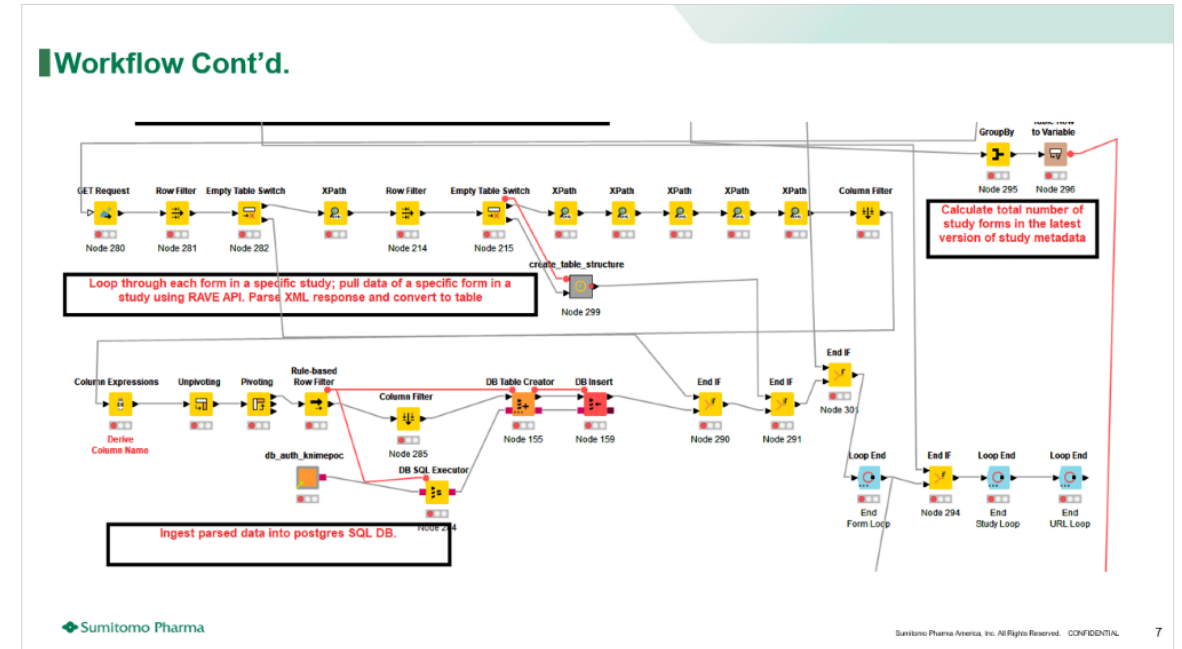 Workflow Cont'd.
GroupBy
to Variable
Node 295
Node 296
Calculate total number of
study forms in the latest
version of study metadata
GET Request
Row Filter
Empty Table Switch
XPath
Row Filter
Empty Table Switch
XPath
XPath
XPath
XPath
XPath
Column Filter
Node 280
Node 281
Node 282
Node 214
Node 215
create_table_structure
Node 299
Loop through each form in a specific study; pull data of a specific form in a
study using RAVE API. Parse XML response and convert to table
End IF
Node 301
Column Expressions
Unpivoting
Pivoting
Rule-based
Row Filter
Column Filter
DB Table Creator
DB Insert
End IF
End IF
Derive
Column Name
Node 285
Node 155
Node 159
Node 290
Node 291
db_auth_knimepoc
DB SQL Executor
Loop End
End IF
Loop End
Loop End
End
Form Loop
Node 294
End
Study Loop
End
URL Loop
Ingest parsed data into postgres SQL DB.
Sumitomo Pharma
Sumitomo Pharma America, Inc. All Rights Reserved. CONFIDENTIAL
7